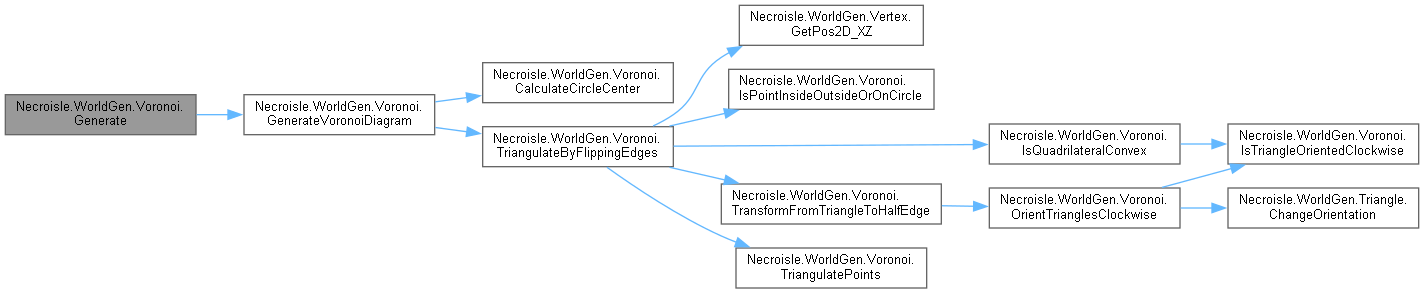 Necroisle.WorldGen.Voronoi.
Generate
Necroisle.WorldGen.Voronoi.
GenerateVoronoiDiagram
Necroisle.WorldGen.Voronoi.
CalculateCircleCenter
Necroisle.WorldGen.Voronoi.
TriangulateByFlippingEdges
Necroisle.WorldGen.Vertex.
GetPos2D_XZ
Necroisle.WorldGen.Voronoi.
IsPointInsideOutsideOrOnCircle
Necroisle.WorldGen.Voronoi.
IsQuadrilateralConvex
Necroisle.WorldGen.Voronoi.
IsTriangleOrientedClockwise
Necroisle.WorldGen.Voronoi.
TransformFromTriangleToHalfEdge
Necroisle.WorldGen.Voronoi.
OrientTrianglesClockwise
Necroisle.WorldGen.Triangle.
ChangeOrientation
Necroisle.WorldGen.Voronoi.
TriangulatePoints